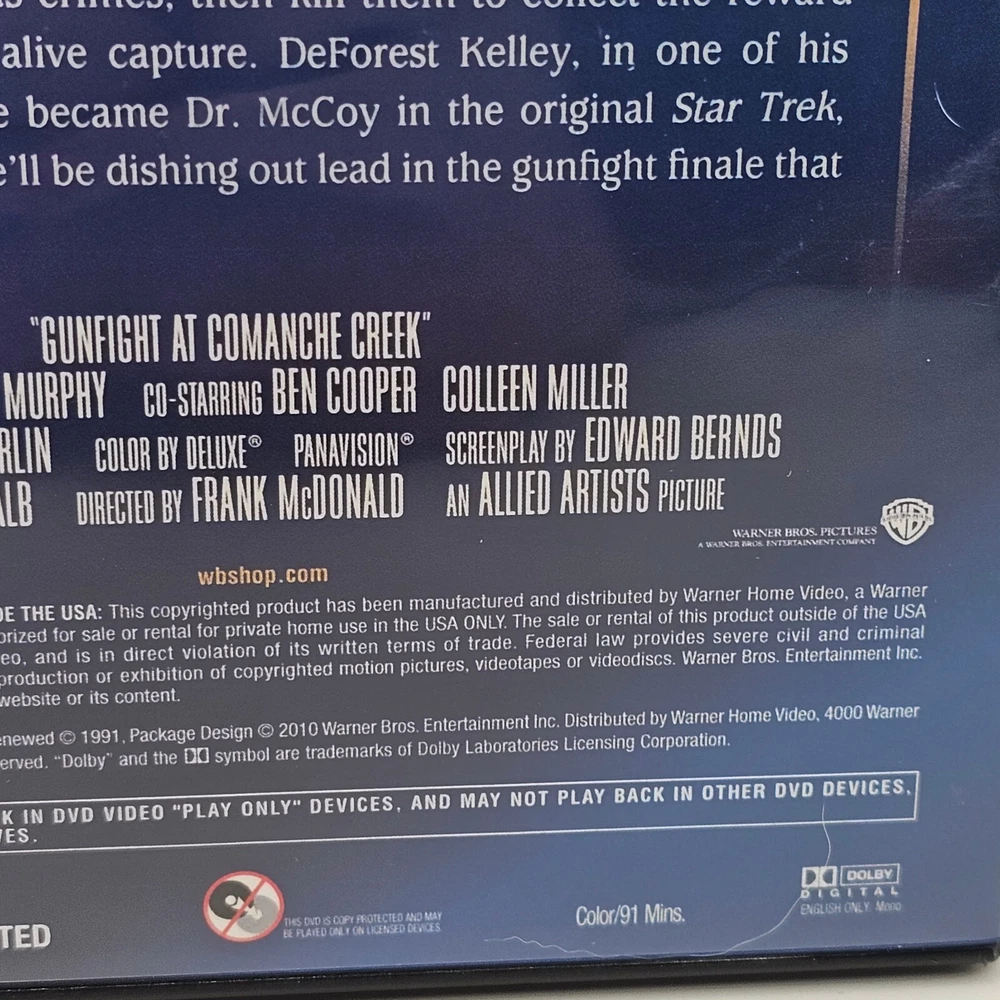 crimes, then kill them to collect the reward
alive capture. DeForest Kelley, in one of his
e became Dr. McCoy in the original Star Trek,
e'll be dishing out lead in the gunfight finale that
"GUNFIGHT AT COMANCHE CREEK"
MURPHY CO-STARRING BEN COOPER COLLEEN MILLER
RLIN COLOR BY DELUXE® PANAVISION® SCREENPLAY BY EDWARD BERNDS
ALB DIRECTED BY FRANK McDONALD AN ALLIED ARTISTS PICTURE
WARNER BROS. PICTURES
A WARNER BROS. ENTERTAINMENT COMPANY
WB
wbshop.com
DE THE USA: This copyrighted product has been manufactured and distributed by Warner Home Video, a Warner
orized for sale or rental for private home use in the USA ONLY. The sale or rental of this product outside of the USA
eo, and is in direct violation of its written terms of trade. Federal law provides severe civil and criminal
production or exhibition of copyrighted motion pictures, videotapes or videodiscs. Warner Bros. Entertainment Inc.
website or its content.
enewed © 1991, Package Design © 2010 Warner Bros. Entertainment Inc. Distributed by Warner Home Video, 4000 Warner
erved. "Dolby" and the symbol are trademarks of Dolby Laboratories Licensing Corporation.
K IN DVD VIDEO "PLAY ONLY" DEVICES, AND MAY NOT PLAY BACK IN OTHER DVD DEVICES,
VES.
TED
THIS DVD IS COPY PROTECTED AND MAY
BE PLAYED ONLY ON LICENSED DEVICES.
Color/91 Mins.
DOLBY
DIGITAL
ENGLISH ONLY: Mono